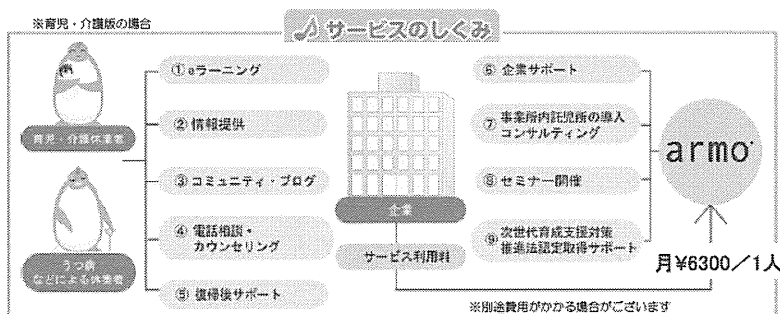 ※育児・介護版の場合
サービスのしくみ
育児・介護休業者
うつ病
などによる休業者
① eラーニング
② 情報提供
③ コミュニティ・ブログ
④ 電話相談・
カウンセリング
⑤ 復帰後サポート
企業
サービス利用料
⑥ 企業サポート
⑦ 事業所内託児所の導入
コンサルティング
⑧ セミナー開催
⑨ 次世代育成支援対策
推進法認定取得サポート
armo
月¥6300/1人
※別途費用がかかる場合がございます